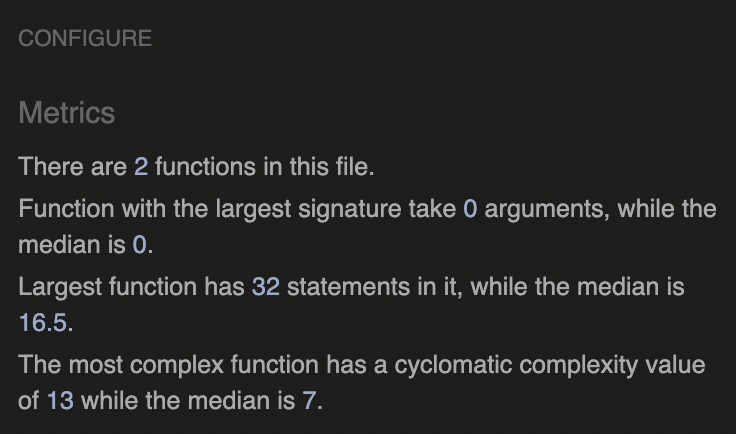 CONFIGURE
Metrics
There are 2 functions in this file.
Function with the largest signature take 0 arguments, while the
median is 0.
Largest function has 32 statements in it, while the median is
16.5.
The most complex function has a cyclomatic complexity value
of 13 while the median is 7.